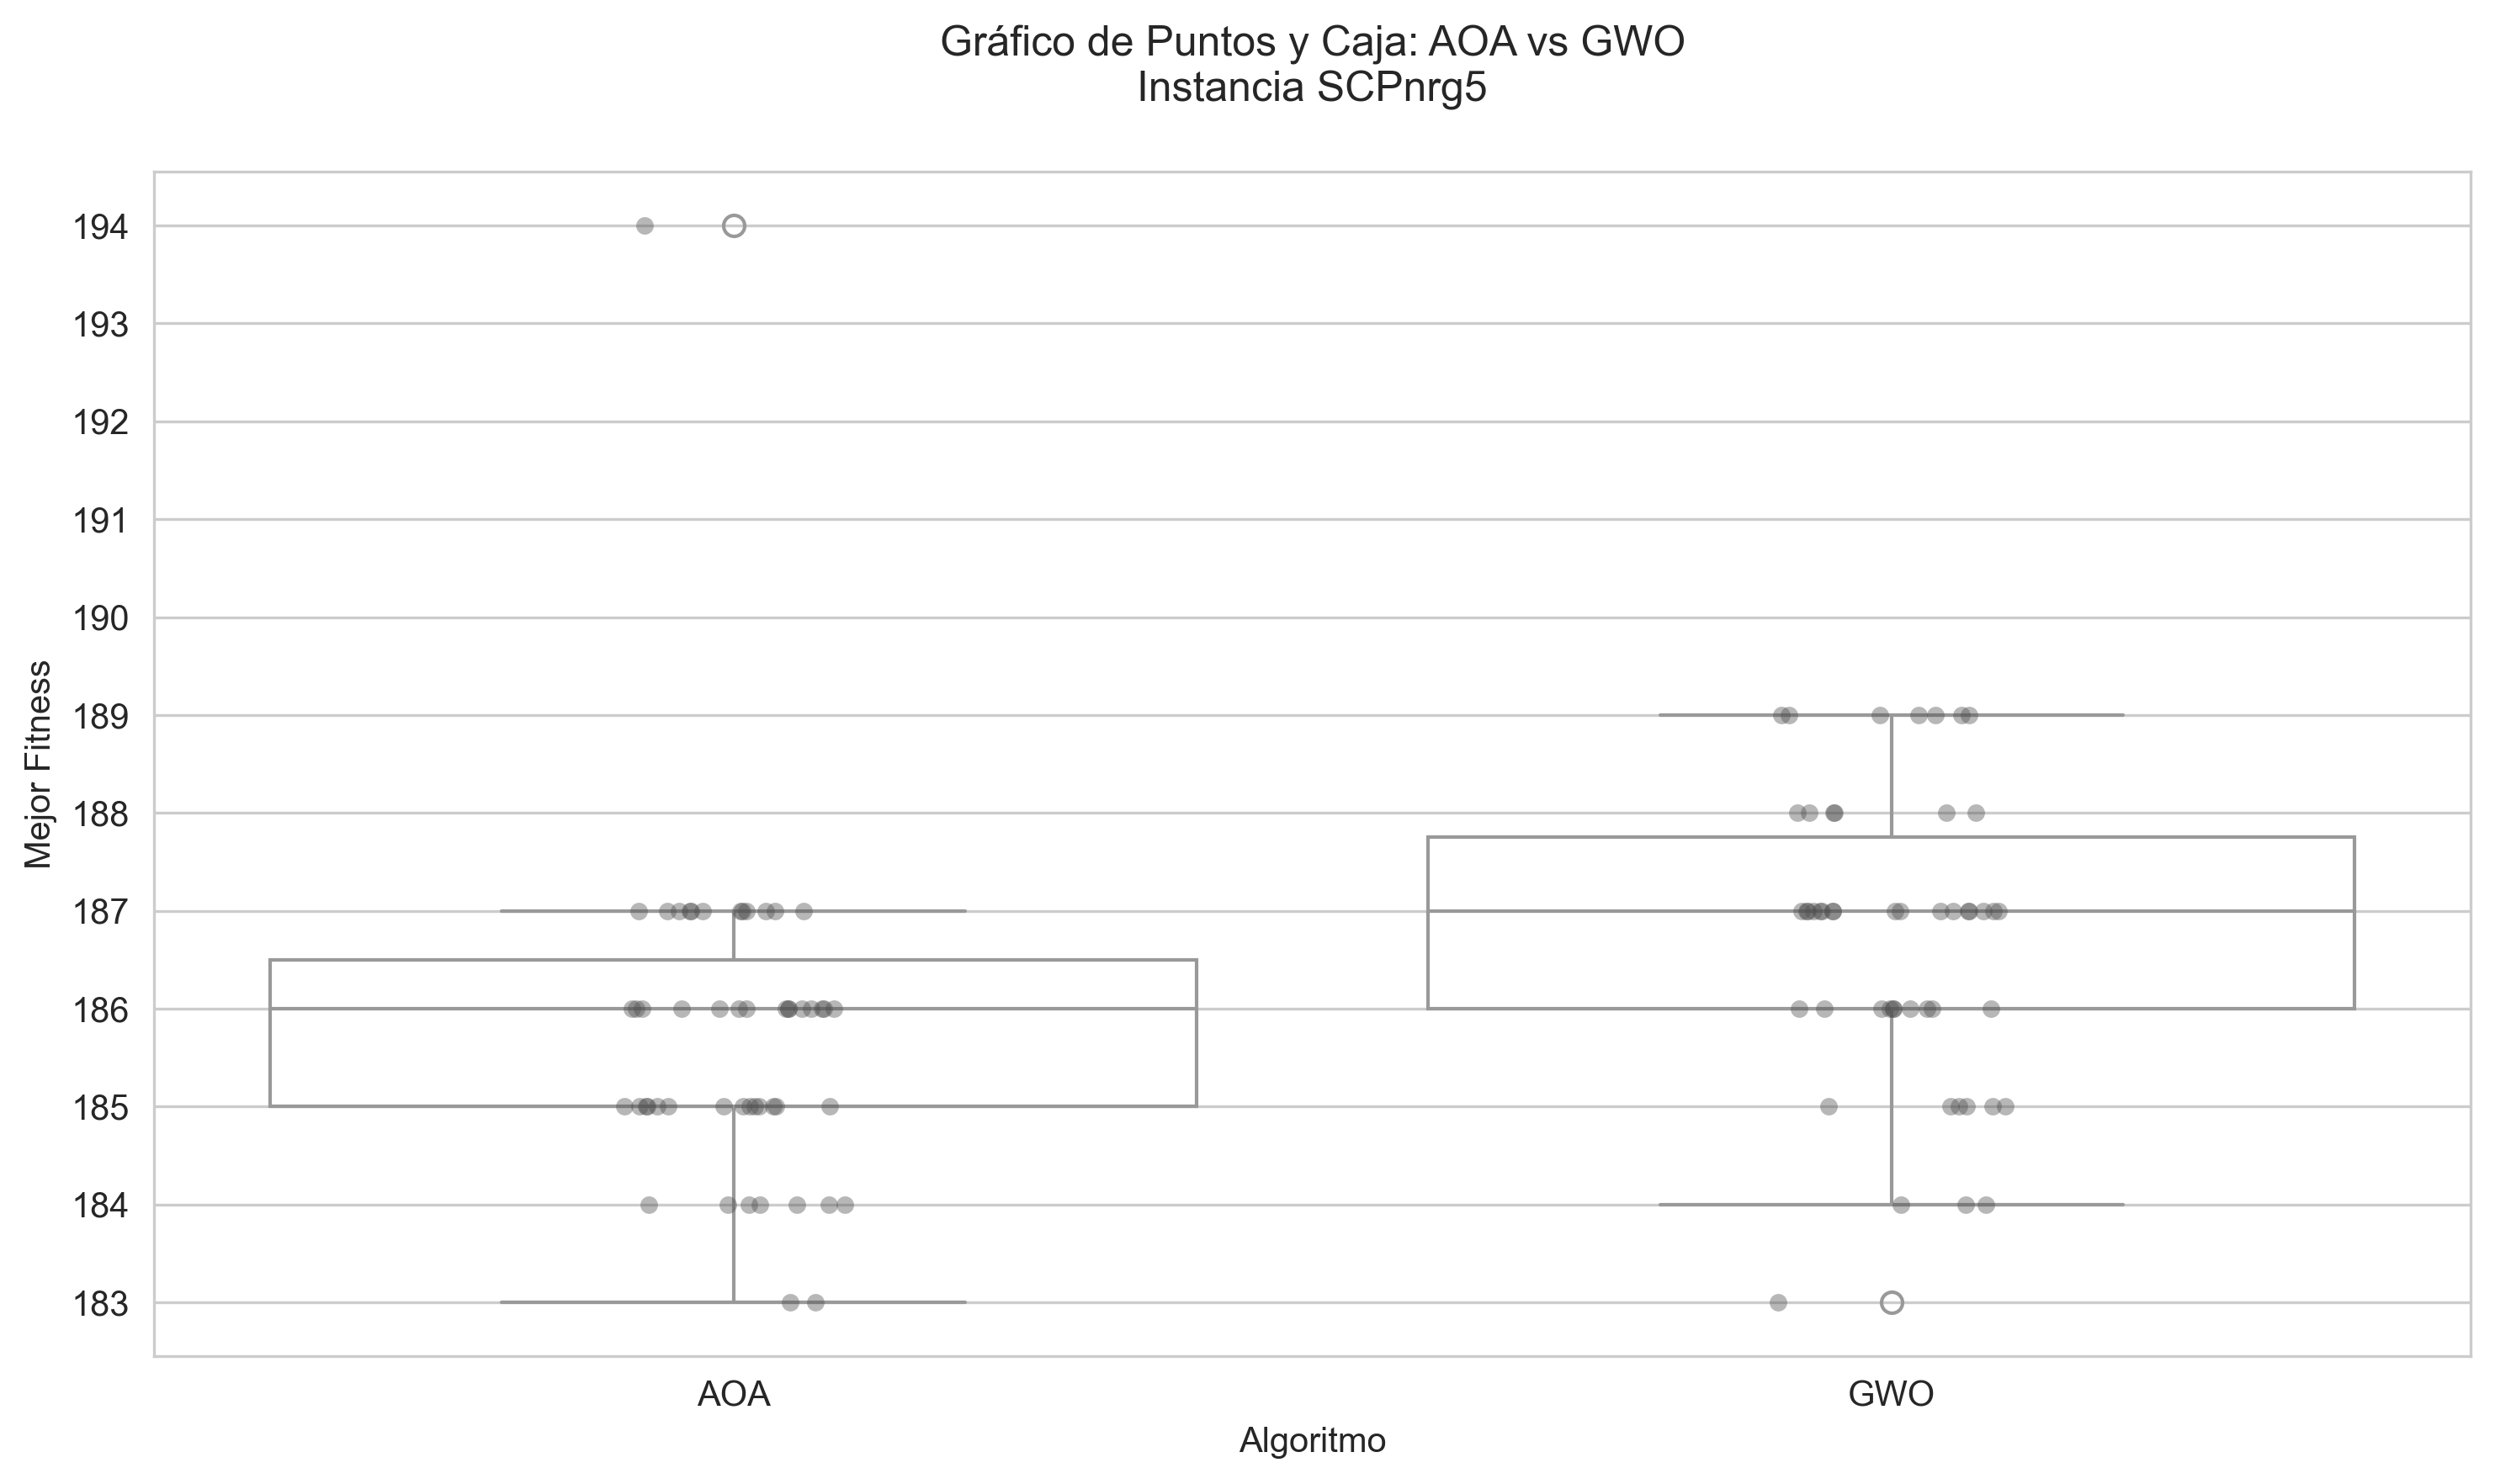 Gráfico de Puntos y Caja: AOA vs GWO
Instancia SCPnrg5
194
193
192
191
190
189
188
187
186
185
184
183
Mejor Fitness
AOA
GWO
Algoritmo